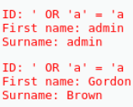 ID: ' OR 'a' = 'a
First name: admin
Surname: admin
ID: ' OR 'a' = 'a
First name: Gordon
Surname: Brown